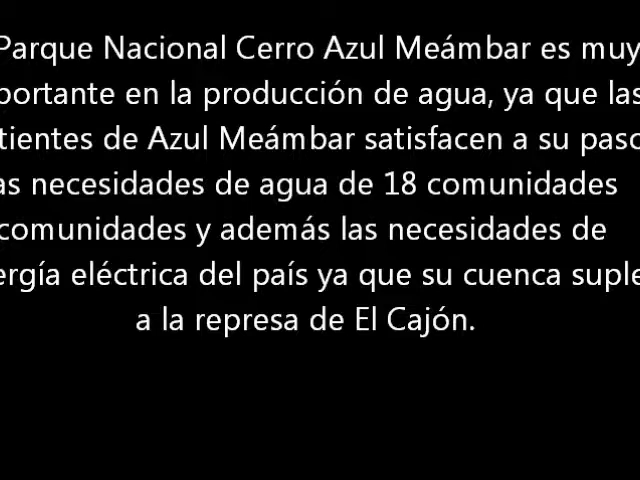 Parque Nacional Cerro Azul Meámbar es muy
portante en la producción de agua, ya que las
tientes de Azul Meámbar satisfacen a su paso
as necesidades de agua de 18 comunidades
comunidades y además las necesidades de
ergía eléctrica del país ya que su cuenca suple
a la represa de El Cajón.